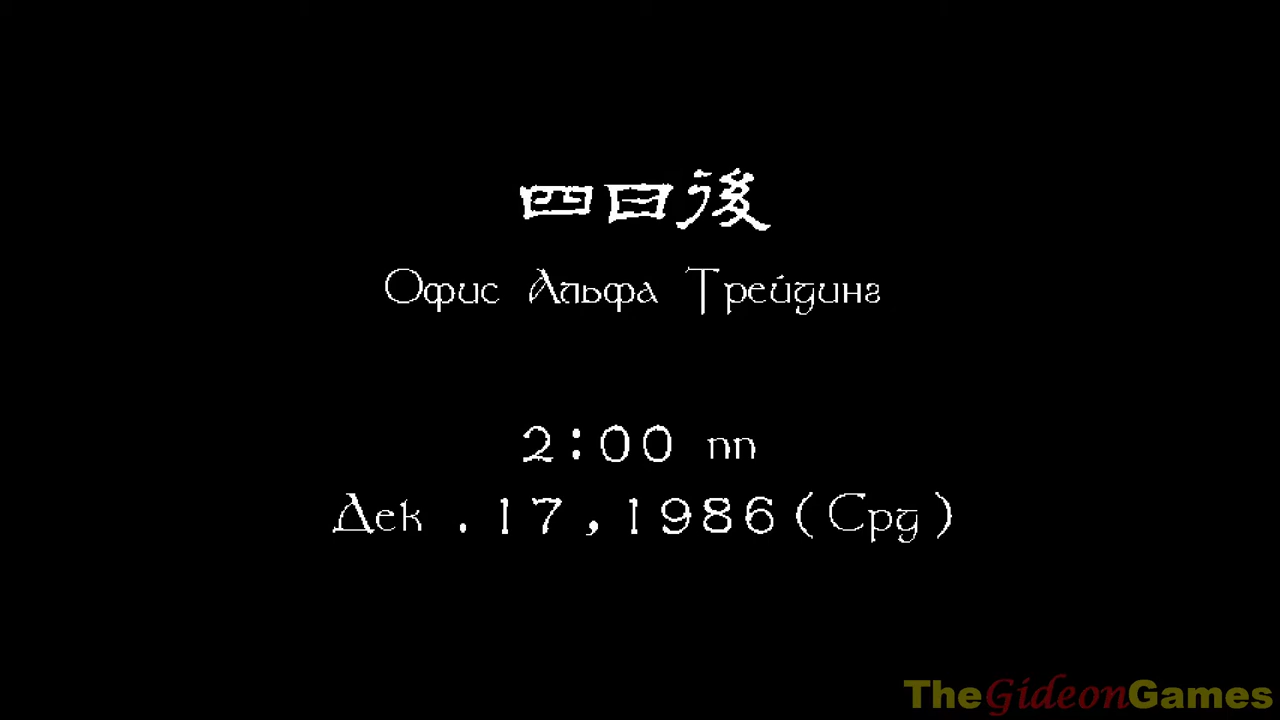 四日後
Офис Альфа Трейдинг
2:00 пп
Дек .17,1986(Срд)
TheGideonGames